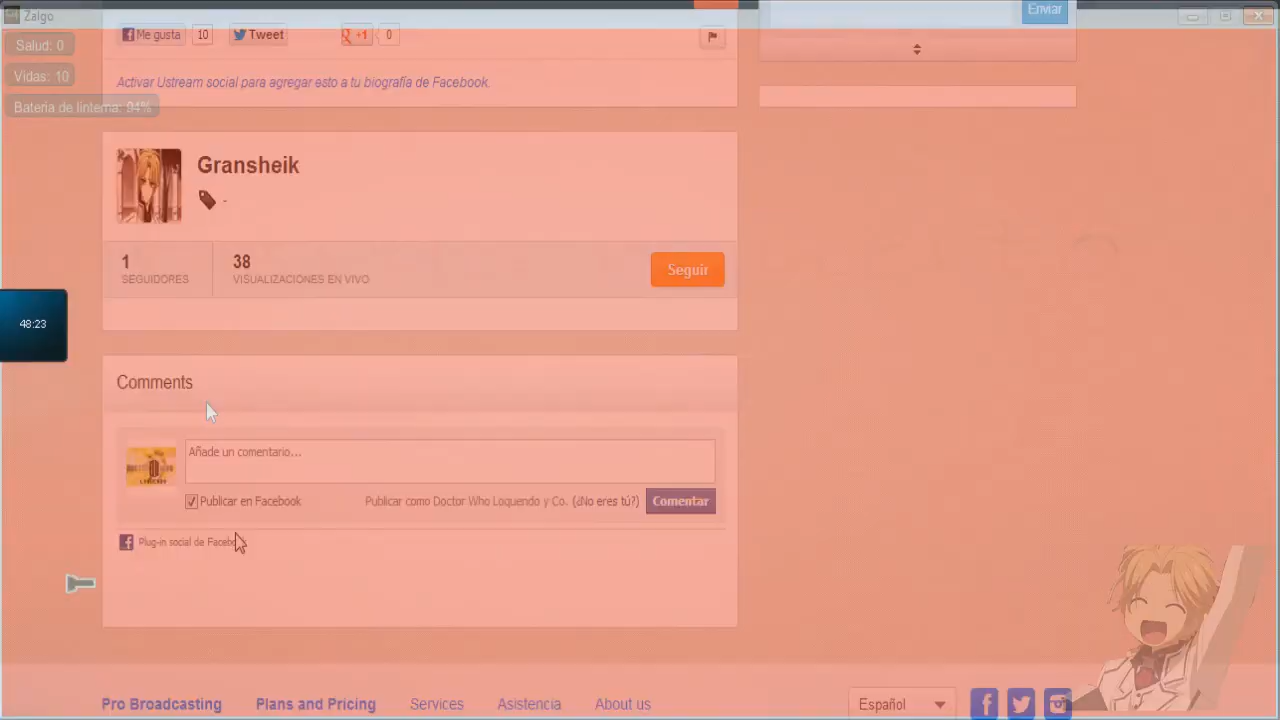 Zalgo
Enviar
Salud: 0
Me gusta 10 Tweet +1 0
Vidas: 10
Activar Ustream social para agregar esto a tu biografía de Facebook.
Bateria de linterna: 94%
Gransheik
-
1 38
SEGUIDORES VISUALIZACIONES EN VIVO
Seguir
48:23
Comments
Añade un comentario...
Publicar en Facebook Publicar como Doctor Who Loquendo y Co. (¿No eres tú?) Comentar
Plug-in social de Facebook
Pro Broadcasting Plans and Pricing Services Asistencia About us Español